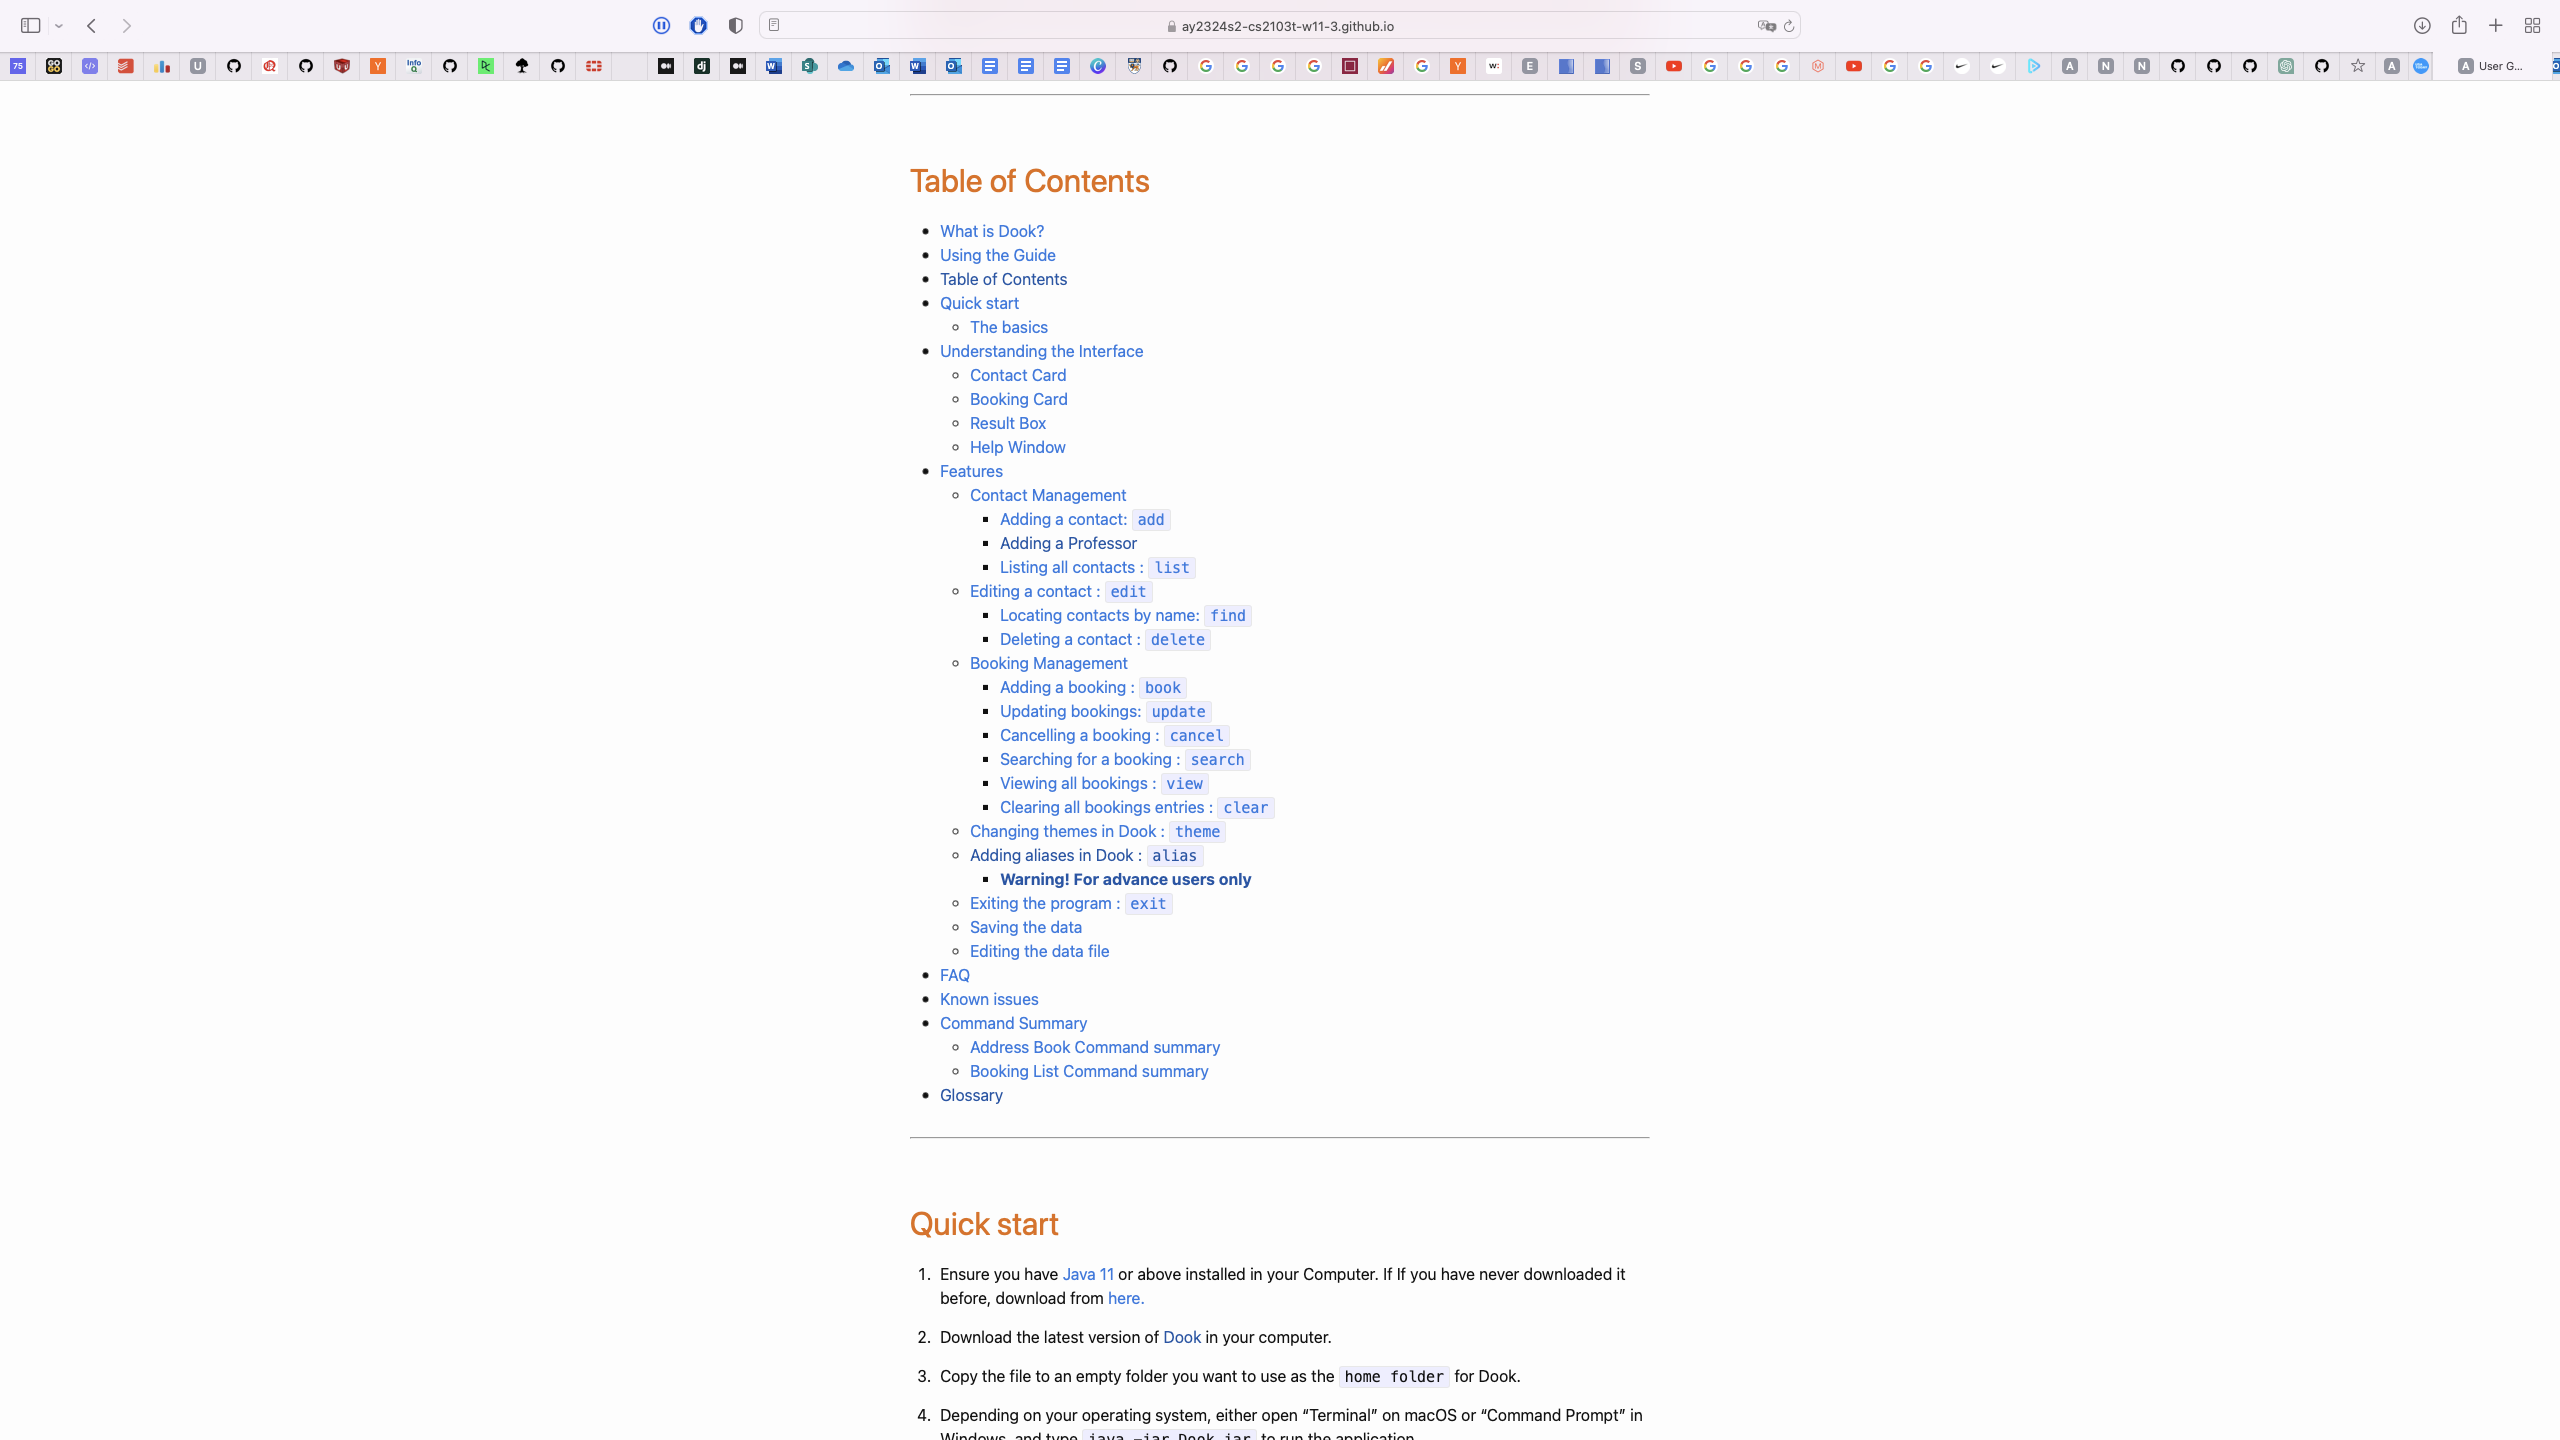 ay2324s2-cs2103t-w11-3.github.io
User G...
Table of Contents
What is Dook?
Using the Guide
Table of Contents
Quick start
The basics
Understanding the Interface
Contact Card
Booking Card
Result Box
Help Window
Features
Contact Management
Adding a contact: add
Adding a Professor
Listing all contacts : list
Editing a contact : edit
Locating contacts by name: find
Deleting a contact : delete
Booking Management
Adding a booking : book
Updating bookings: update
Cancelling a booking : cancel
Searching for a booking : search
Viewing all bookings : view
Clearing all bookings entries : clear
Changing themes in Dook : theme
Adding aliases in Dook : alias
Warning! For advance users only
Exiting the program : exit
Saving the data
Editing the data file
FAQ
Known issues
Command Summary
Address Book Command summary
Booking List Command summary
Glossary
Quick start
1. Ensure you have Java 11 or above installed in your Computer. If If you have never downloaded it
before, download from here.
2. Download the latest version of Dook in your computer.
3. Copy the file to an empty folder you want to use as the home folder for Dook.
4. Depending on your operating system, either open “Terminal” on macOS or “Command Prompt” in
Windows, and type java -jar Dook.jar to run the application.